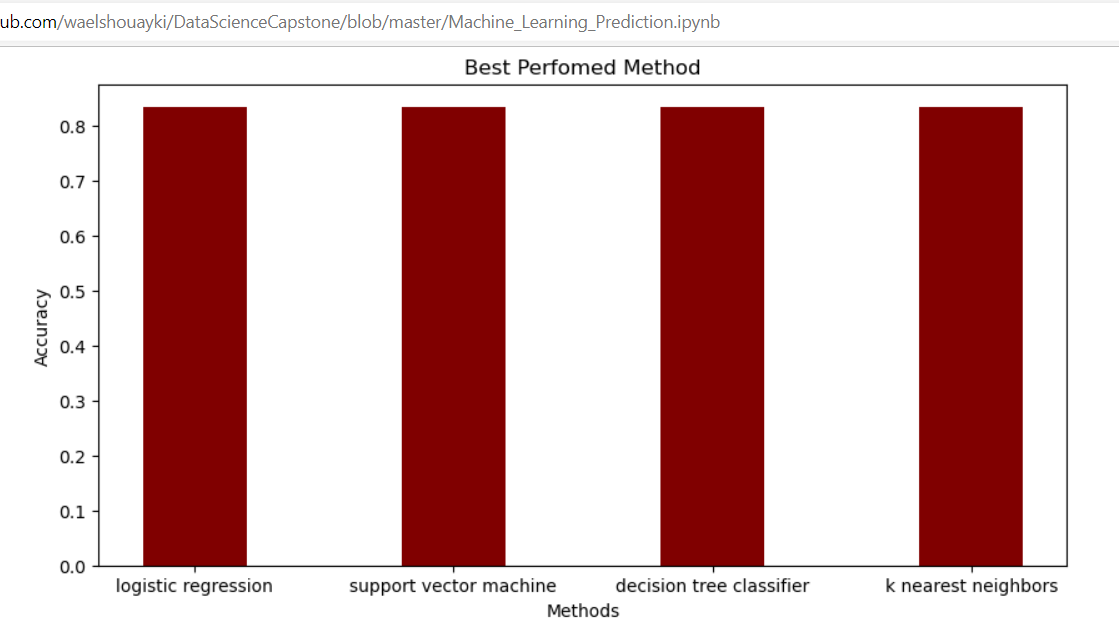 ub.com/waelshouayki/DataScienceCapstone/blob/master/Machine_Learning_Prediction.ipynb
Best Perfomed Method
0.8
0.7
0.6
0.5
0.4
0.3
0.2
0.1
0.0
Accuracy
logistic regression support vector machine decision tree classifier k nearest neighbors
Methods